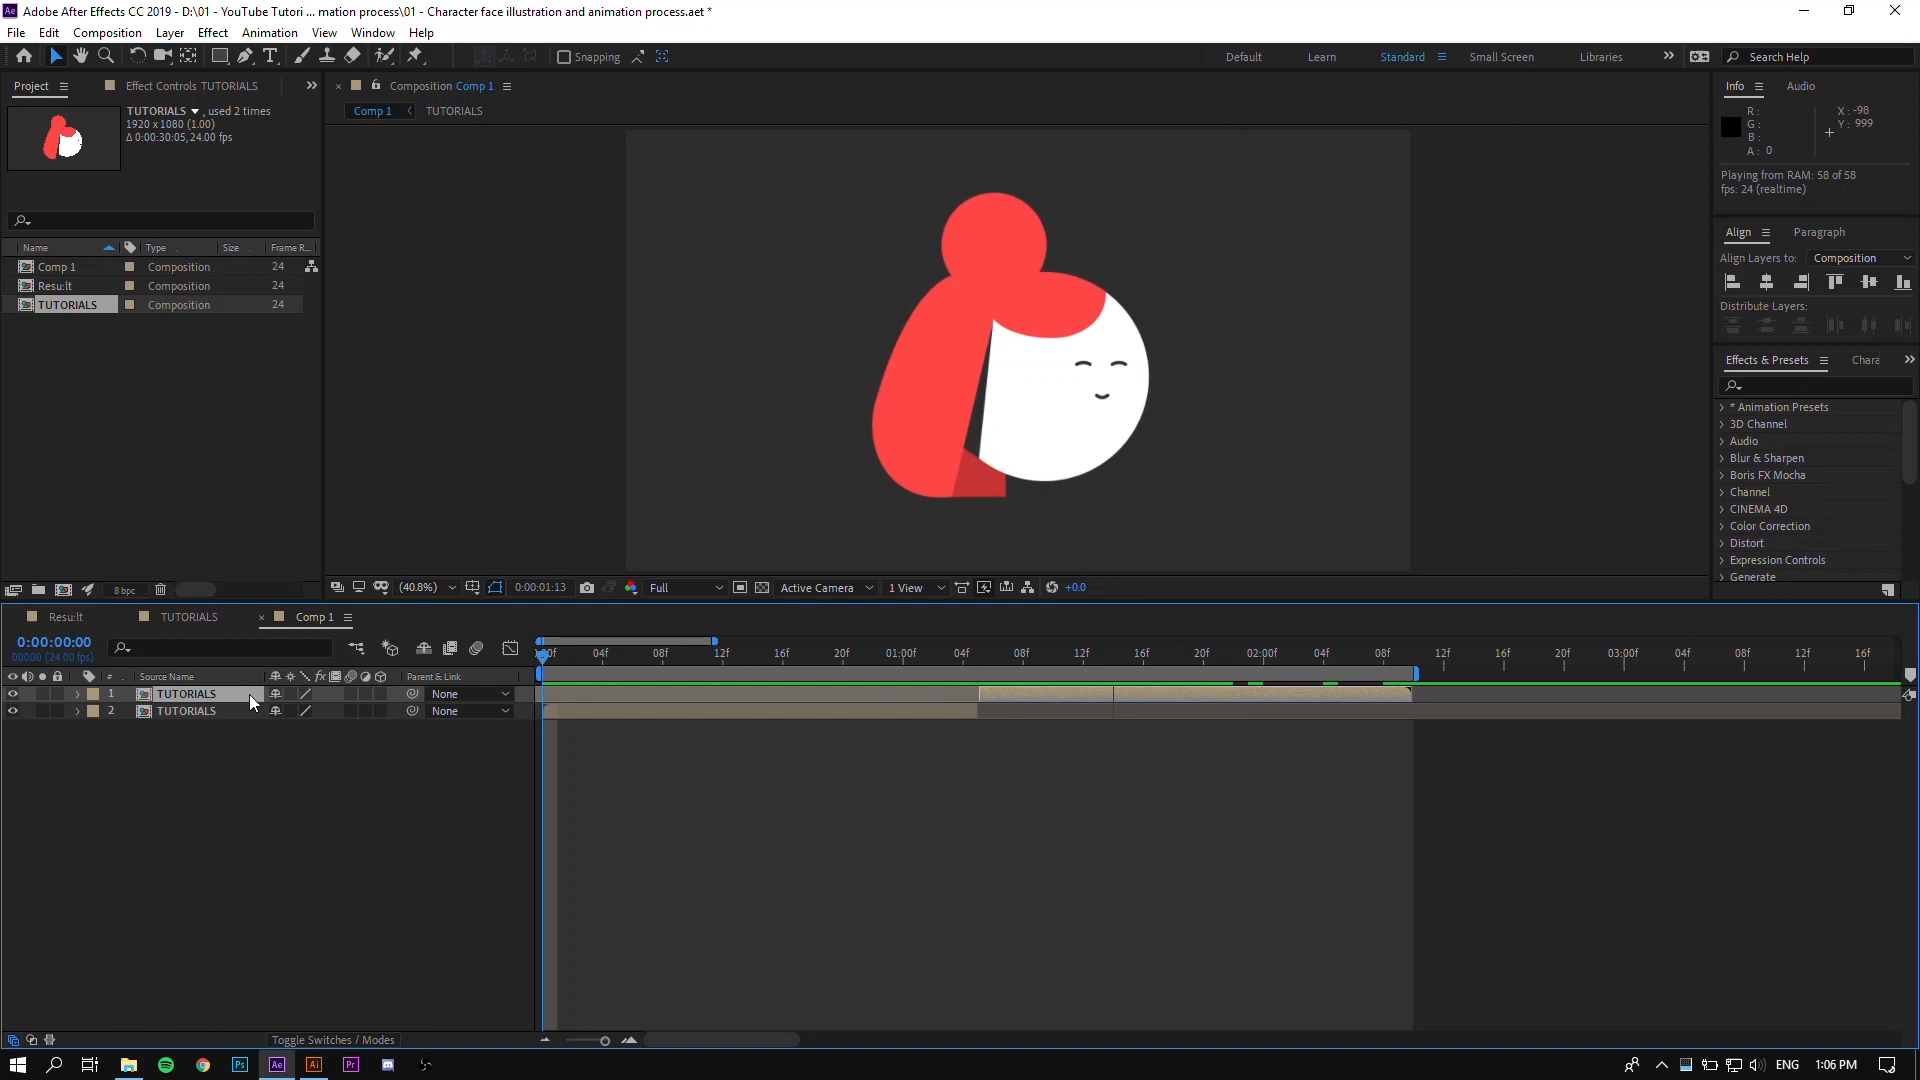 Adobe After Effects CC 2019 - D:\01 - YouTube Tutori ... mation process\01 - Character face illustration and animation process.aet *
File Edit Composition Layer Effect Animation View Window Help
Snapping
Default Learn Standard Small Screen Libraries
Search Help
Project
Effect Controls TUTORIALS
TUTORIALS , used 2 times
1920 x 1080 (1.00)
Δ 0:00:30:05, 24.00 fps
Name Type Size Frame R...
Comp 1 Composition 24
Resu:lt Composition 24
TUTORIALS Composition 24
8 bpc
Composition Comp 1
Comp 1 TUTORIALS
(40.8%) 0:00:01:13 Full Active Camera 1 View +0.0
Info Audio
R :
G :
B :
A : 0
X : -98
Y : 999
Playing from RAM: 58 of 58
fps: 24 (realtime)
Align Paragraph
Align Layers to: Composition
Distribute Layers:
Effects & Presets Chara
* Animation Presets
3D Channel
Audio
Blur & Sharpen
Boris FX Mocha
Channel
CINEMA 4D
Color Correction
Distort
Expression Controls
Generate
Resu:lt TUTORIALS Comp 1
0:00:00:00
00000 (24.00 fps)
:00f 04f 08f 12f 16f 20f 01:00f 04f 08f 12f 16f 20f 02:00f 04f 08f 12f 16f 20f 03:00f 04f 08f 12f 16f
# Source Name Parent & Link
1 TUTORIALS None
2 TUTORIALS None
Toggle Switches / Modes
Ps Ae Ai Pr
ENG 1:06 PM